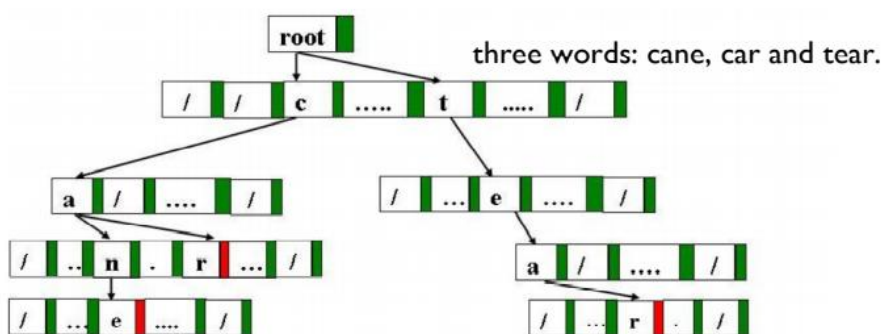 root
three words: cane, car and tear.
/ / c ..... t ..... /
a / .... /
/ ... e .... /
/ .. n . r ... /
a / .... /
/ ... e .... /
/ ... r . /